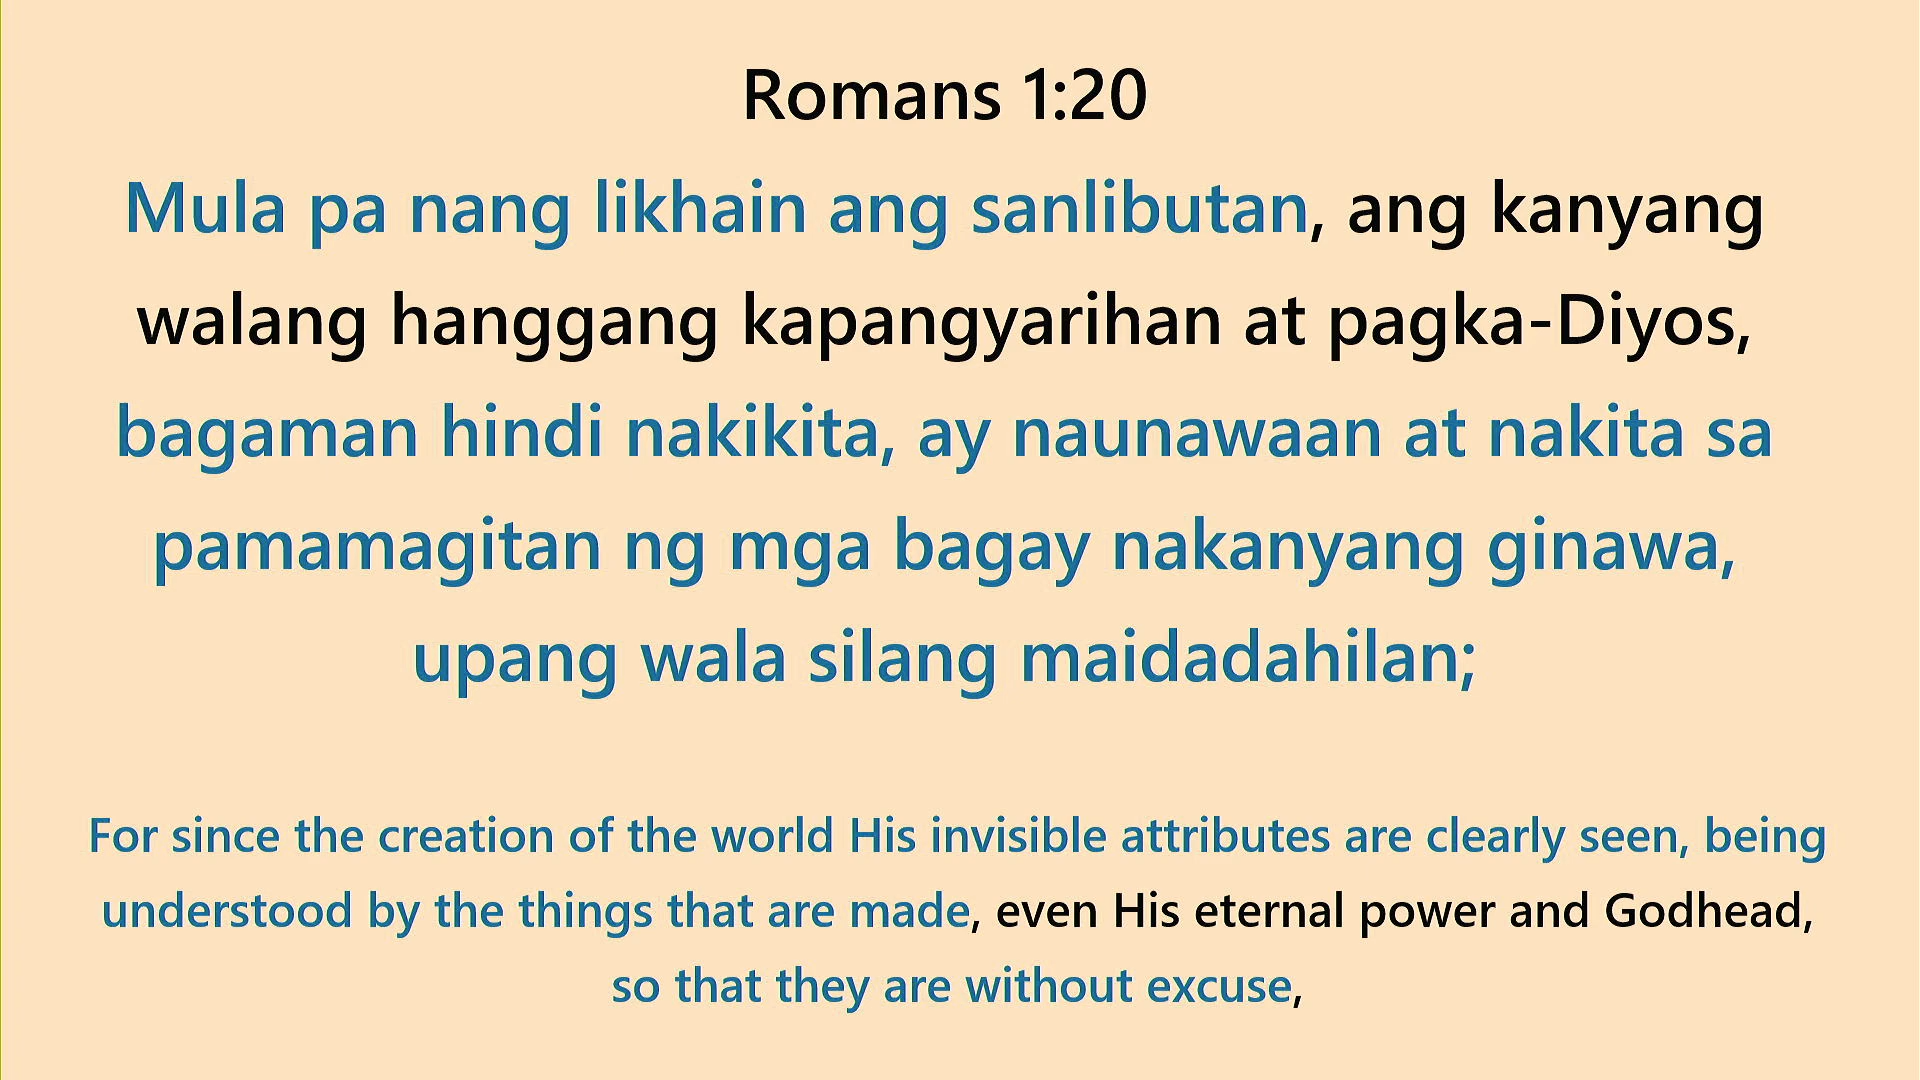 Romans 1:20
Mula pa nang likhain ang sanlibutan, ang kanyang
walang hanggang kapangyarihan at pagka-Diyos,
bagaman hindi nakikita, ay naunawaan at nakita sa
pamamagitan ng mga bagay nakanyang ginawa,
upang wala silang maidadahilan;
For since the creation of the world His invisible attributes are clearly seen, being
understood by the things that are made, even His eternal power and Godhead,
so that they are without excuse,